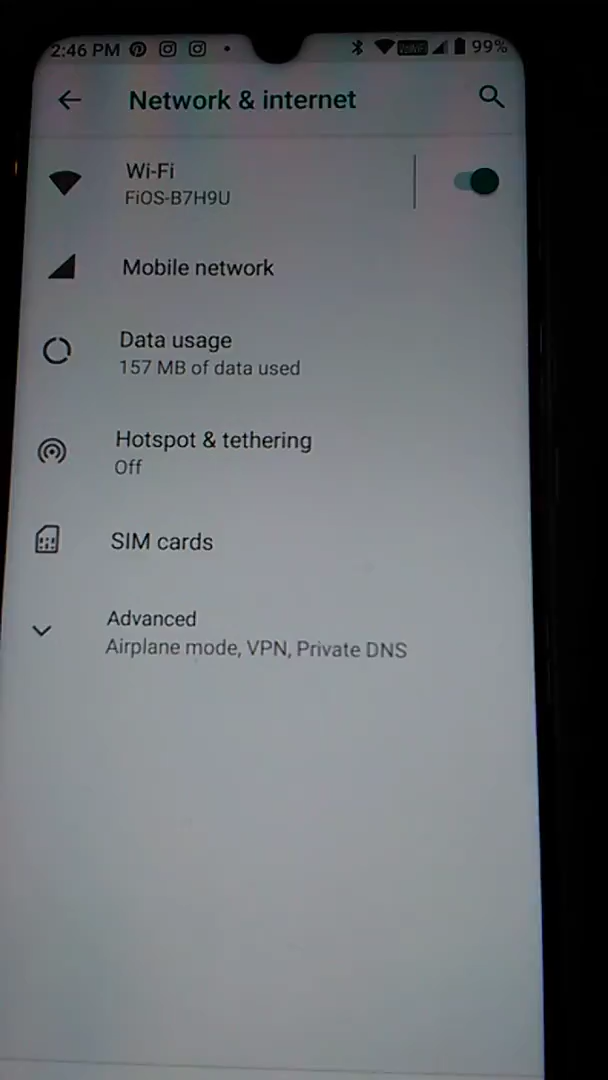 2:46 PM 99%
Network & internet
Wi-Fi
FiOS-B7H9U
Mobile network
Data usage
157 MB of data used
Hotspot & tethering
Off
SIM cards
Advanced
Airplane mode, VPN, Private DNS